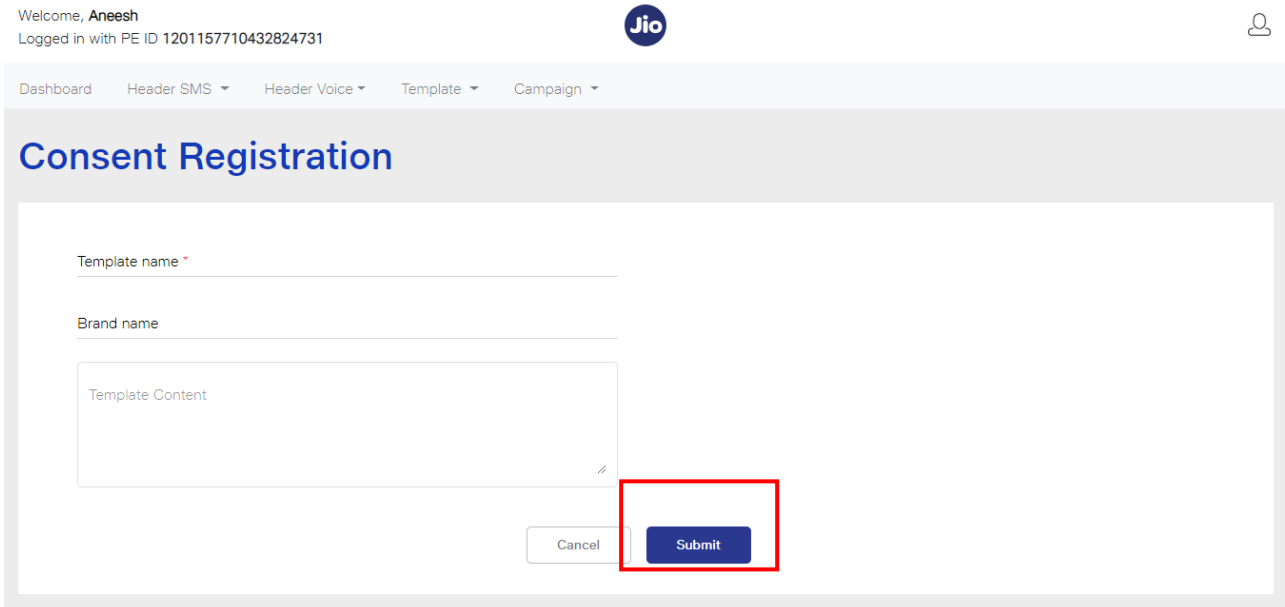 Welcome, Aneesh
Logged in with PE ID 1201157710432824731
Jio
Dashboard Header SMS Header Voice Template Campaign
Consent Registration
Template name *
Brand name
Template Content
Cancel Submit